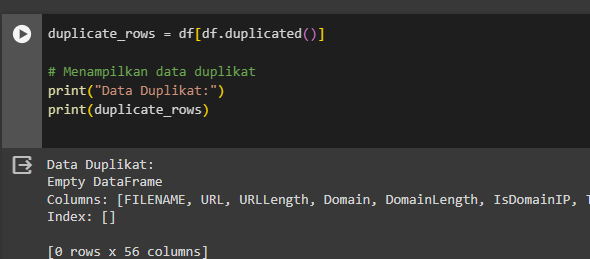 duplicate_rows = df[df.duplicated()]
# Menampilkan data duplikat
print("Data Duplikat:")
print(duplicate_rows)
Data Duplikat:
Empty DataFrame
Columns: [FILENAME, URL, URLLength, Domain, DomainLength, IsDomainIP,
Index: []
[0 rows x 56 columns]